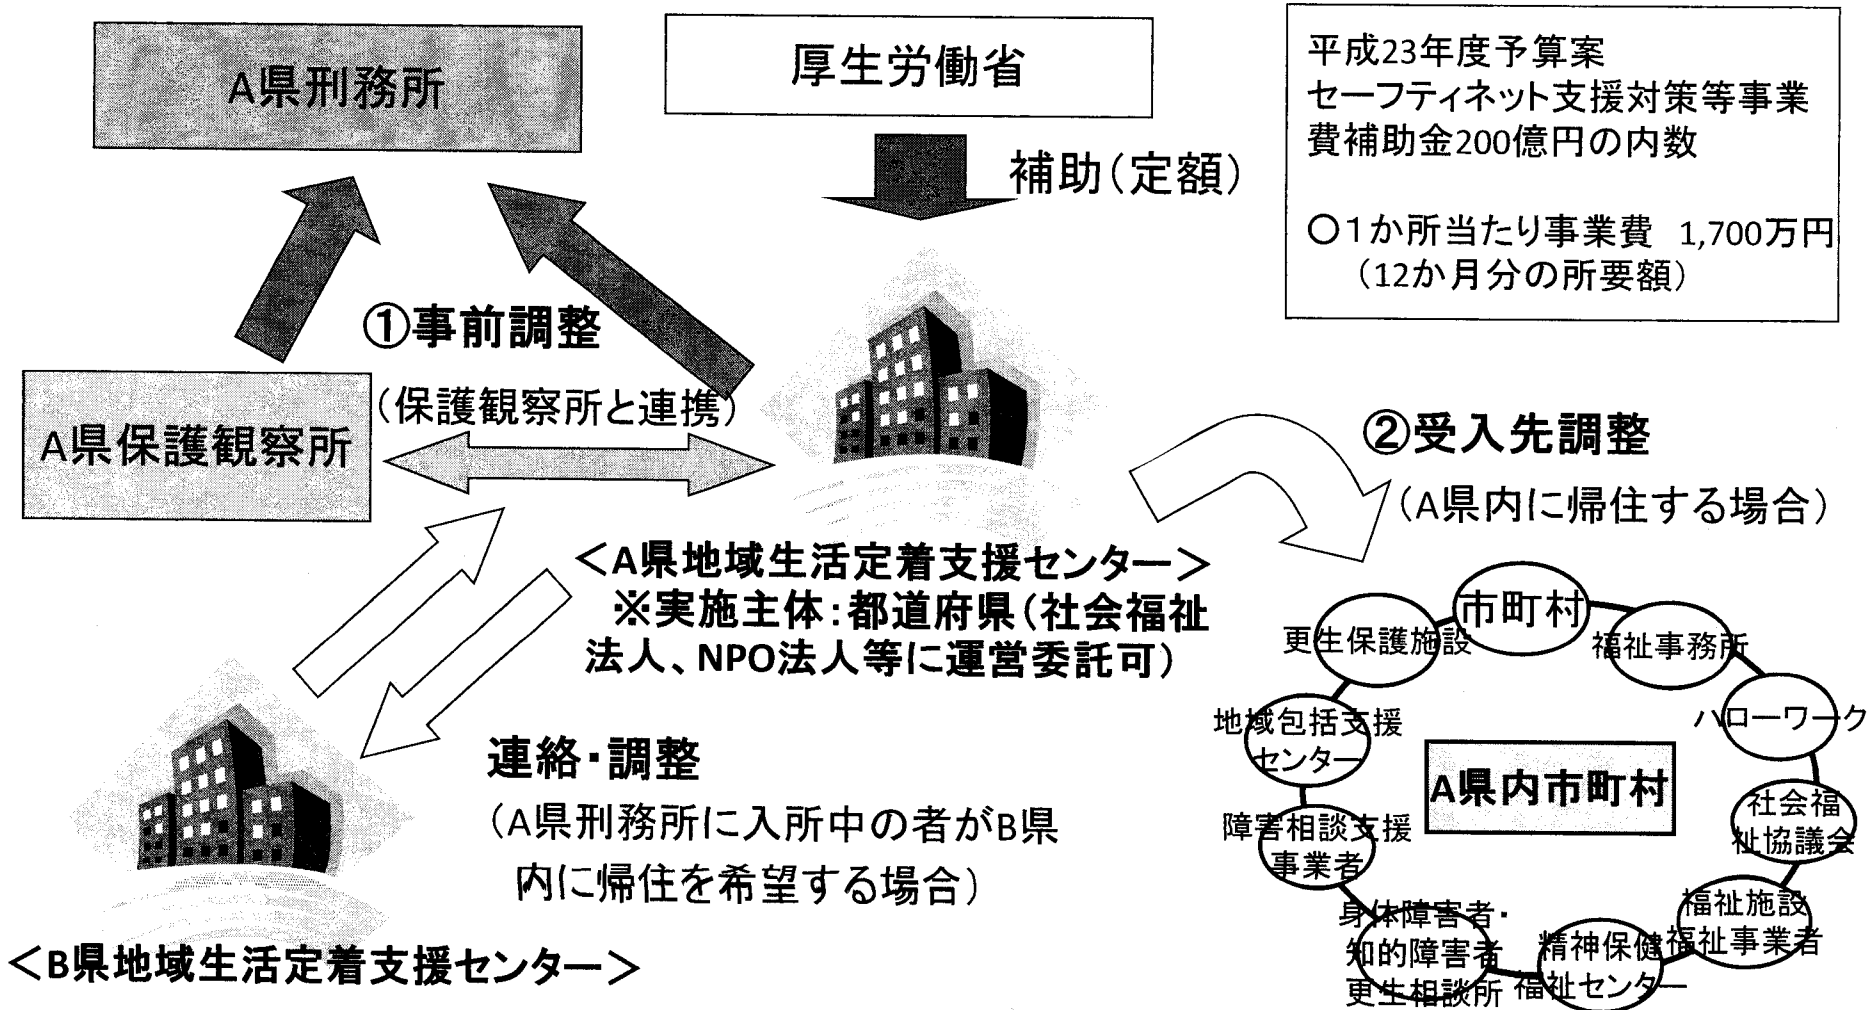 A県刑務所
厚生労働省
平成23年度予算案
セーフティネット支援対策等事業
費補助金200億円の内数
○1か所当たり事業費 1,700万円
(12か月分の所要額)
補助(定額)
①事前調整
(保護観察所と連携)
A県保護観察所
②受入先調整
(A県内に帰住する場合)
<A県地域生活定着支援センター>
※実施主体:都道府県(社会福祉
法人、NPO法人等に運営委託可)
連絡・調整
(A県刑務所に入所中の者がB県
内に帰住を希望する場合)
<B県地域生活定着支援センター>
市町村
更生保護施設
福祉事務所
地域包括支援
センター
ハローワーク
A県内市町村
障害相談支援
事業者
社会福
祉協議会
身体障害者・
知的障害者
更生相談所
精神保健
福祉センター
福祉施設
福祉事業者